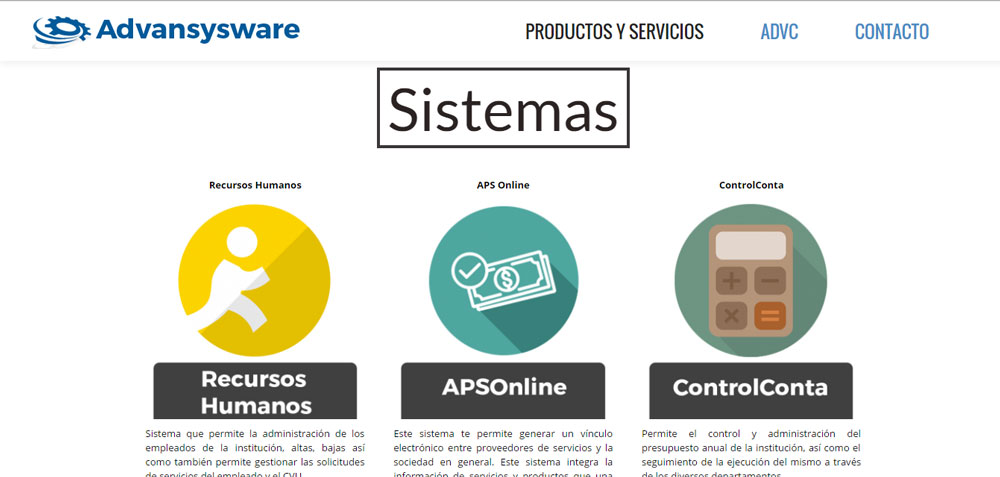 Advansysware
PRODUCTOS Y SERVICIOS
ADVC
CONTACTO
Sistemas
Recursos Humanos
APS Online
ControlConta
Recursos
Humanos
APSOnline
ControlConta
Sistema que permite la administración de los
empleados de la institución, altas, bajas así
como también permite gestionar las solicitudes
de servicios del empleado y el CVU
Este sistema te permite generar un vínculo
electrónico entre proveedores de servicios y la
sociedad en general. Este sistema integra la
información de servicios y productos que una
Permite el control y administración del
presupuesto anual de la institución, así como el
seguimiento de la ejecución del mismo a través
de los diversos departamentos